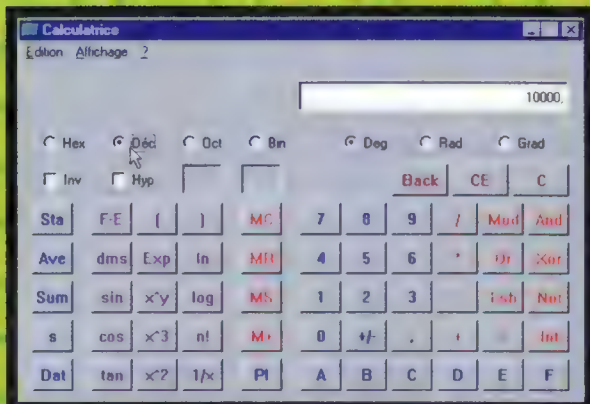 Calculatrice
Édition Affichage ?
10000,
Hex Déc Oct Bin Deg Rad Grad
Inv Hyp Back CE C
Sta F-E ( ) MC 7 8 9 / Mod And
Ave dms Exp ln MR 4 5 6 * Or Xor
Sum sin x^y log MS 1 2 3 Lsh Not
s cos x^3 n! M+ 0 +/- , + Int
Dat tan x^2 1/x PI A B C D E F